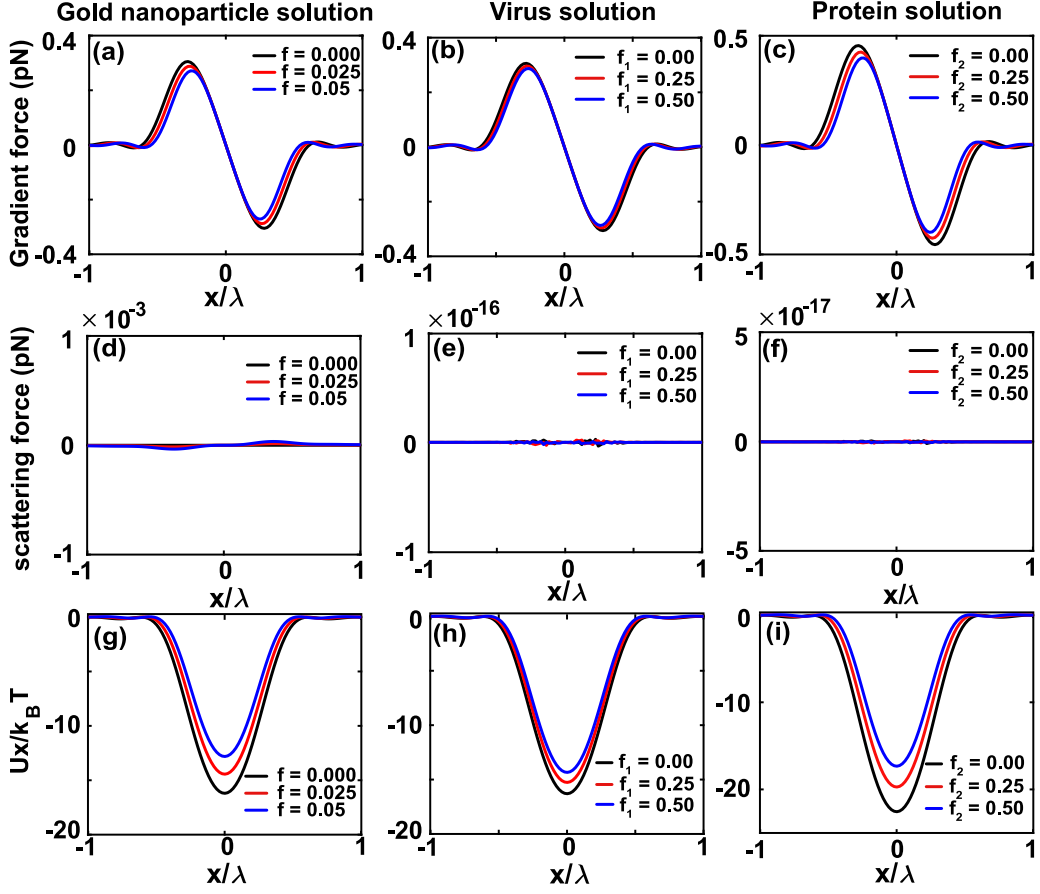 Gold nanoparticle solution
Virus solution
Protein solution
Gradient force (pN)
0.4
0
-0.4
(a)
f = 0.000
f = 0.025
f = 0.05
-1
0
1
x/λ
0.4
0
-0.4
(b)
f₁ = 0.00
f₁ = 0.25
f₁ = 0.50
-1
0
1
x/λ
0.5
0
-0.5
(c)
f₂ = 0.00
f₂ = 0.25
f₂ = 0.50
-1
0
1
x/λ
scattering force (pN)
× 10⁻³
1
0
-1
(d)
f = 0.000
f = 0.025
f = 0.05
-1
0
1
x/λ
× 10⁻¹⁶
1
0
-1
(e)
f₁ = 0.00
f₁ = 0.25
f₁ = 0.50
-1
0
1
x/λ
× 10⁻¹⁷
5
0
-5
(f)
f₂ = 0.00
f₂ = 0.25
f₂ = 0.50
-1
0
1
x/λ
Ux/k_BT
0
-10
-20
(g)
f = 0.000
f = 0.025
f = 0.05
-1
0
1
x/λ
0
-10
-20
(h)
f₁ = 0.00
f₁ = 0.25
f₁ = 0.50
-1
0
1
x/λ
0
-10
-20
(i)
f₂ = 0.00
f₂ = 0.25
f₂ = 0.50
-1
0
1
x/λ